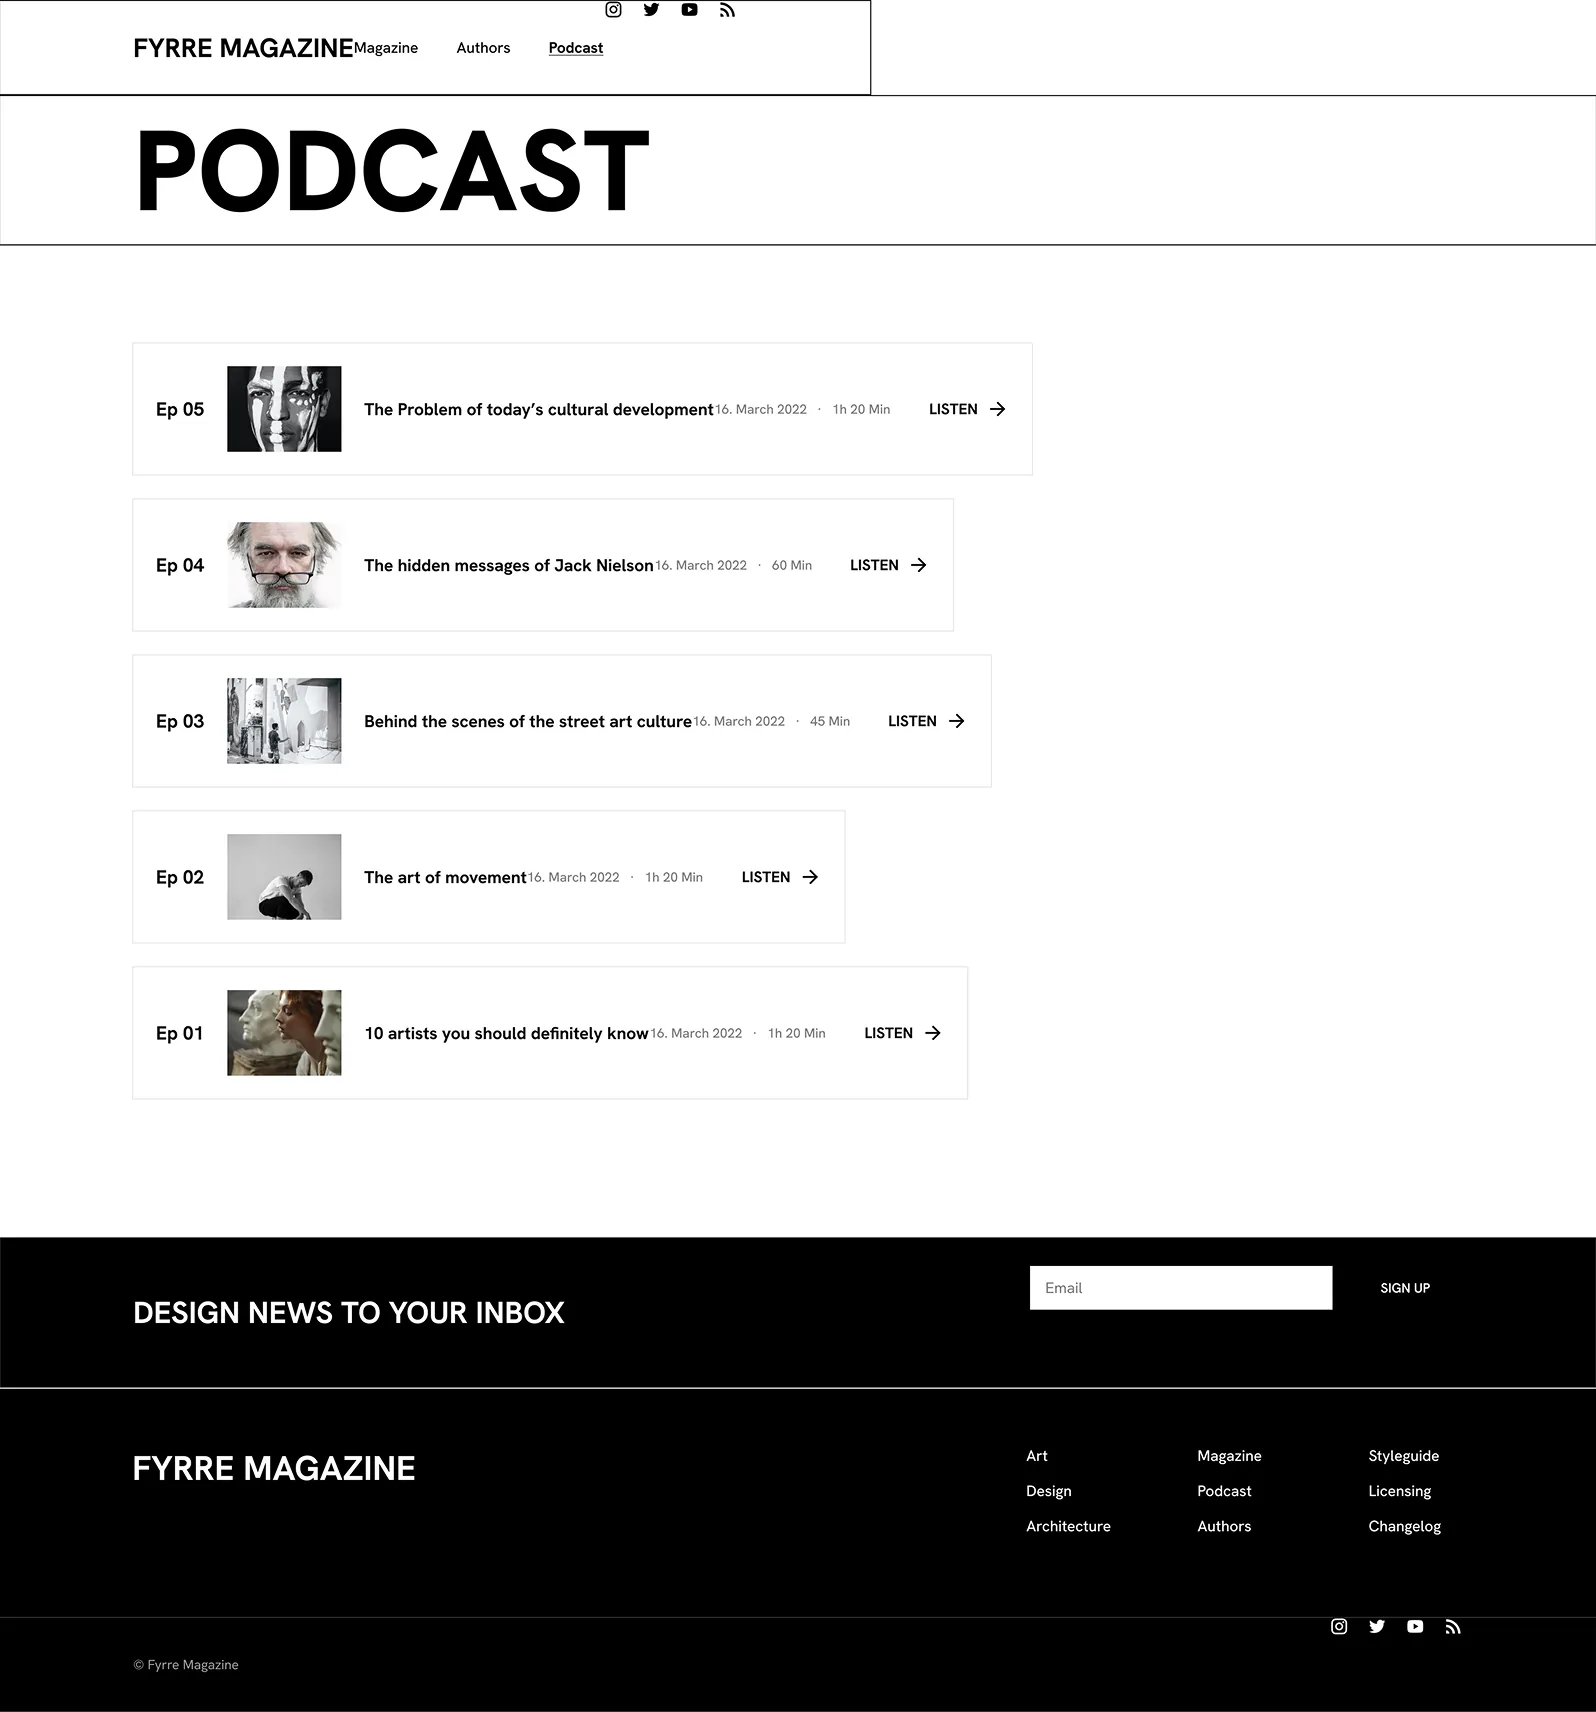 FYRRE MAGAZINE Magazine Authors Podcast
PODCAST
Ep 05 The Problem of today’s cultural development 16. March 2022 · 1h 20 Min LISTEN →
Ep 04 The hidden messages of Jack Nielson 16. March 2022 · 60 Min LISTEN →
Ep 03 Behind the scenes of the street art culture 16. March 2022 · 45 Min LISTEN →
Ep 02 The art of movement 16. March 2022 · 1h 20 Min LISTEN →
Ep 01 10 artists you should definitely know 16. March 2022 · 1h 20 Min LISTEN →
DESIGN NEWS TO YOUR INBOX Email SIGN UP
FYRRE MAGAZINE
Art Magazine Styleguide
Design Podcast Licensing
Architecture Authors Changelog
© Fyrre Magazine